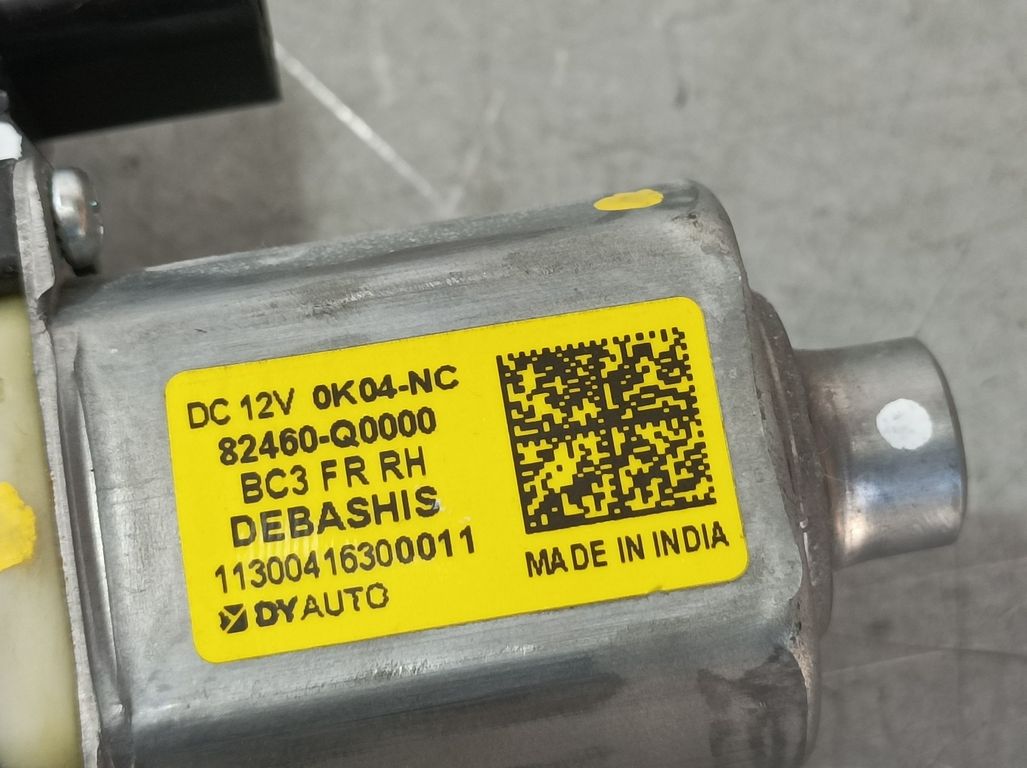 DC 12V 0K04-NC
82460-Q0000
BC3 FR RH
DEBASHIS
11300416300011
DYAUTO
MADE IN INDIA